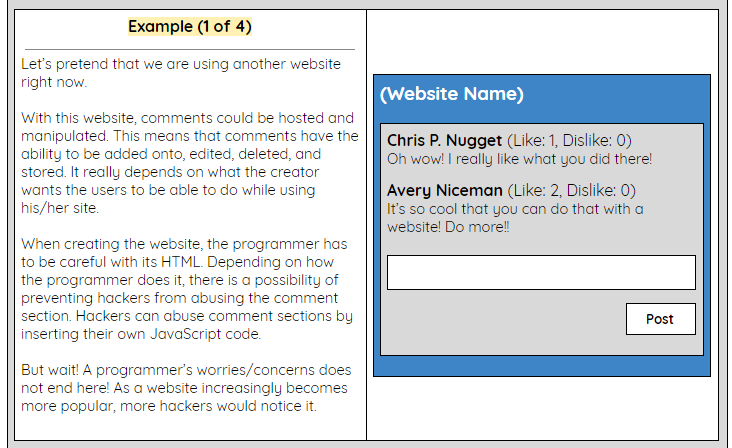 Example (1 of 4)
Let's pretend that we are using another website
right now.
With this website, comments could be hosted and
manipulated. This means that comments have the
ability to be added onto, edited, deleted, and
stored. It really depends on what the creator
wants the users to be able to do while using
his/her site.
When creating the website, the programmer has
to be careful with its HTML. Depending on how
the programmer does it, there is a possibility of
preventing hackers from abusing the comment
section. Hackers can abuse comment sections by
inserting their own JavaScript code.
But wait! A programmer's worries/concerns does
not end here! As a website increasingly becomes
more popular, more hackers would notice it.
(Website Name)
Chris P. Nugget (Like: 1, Dislike: 0)
Oh wow! I really like what you did there!
Avery Niceman (Like: 2, Dislike: 0)
It's so cool that you can do that with a
website! Do more!!
Post